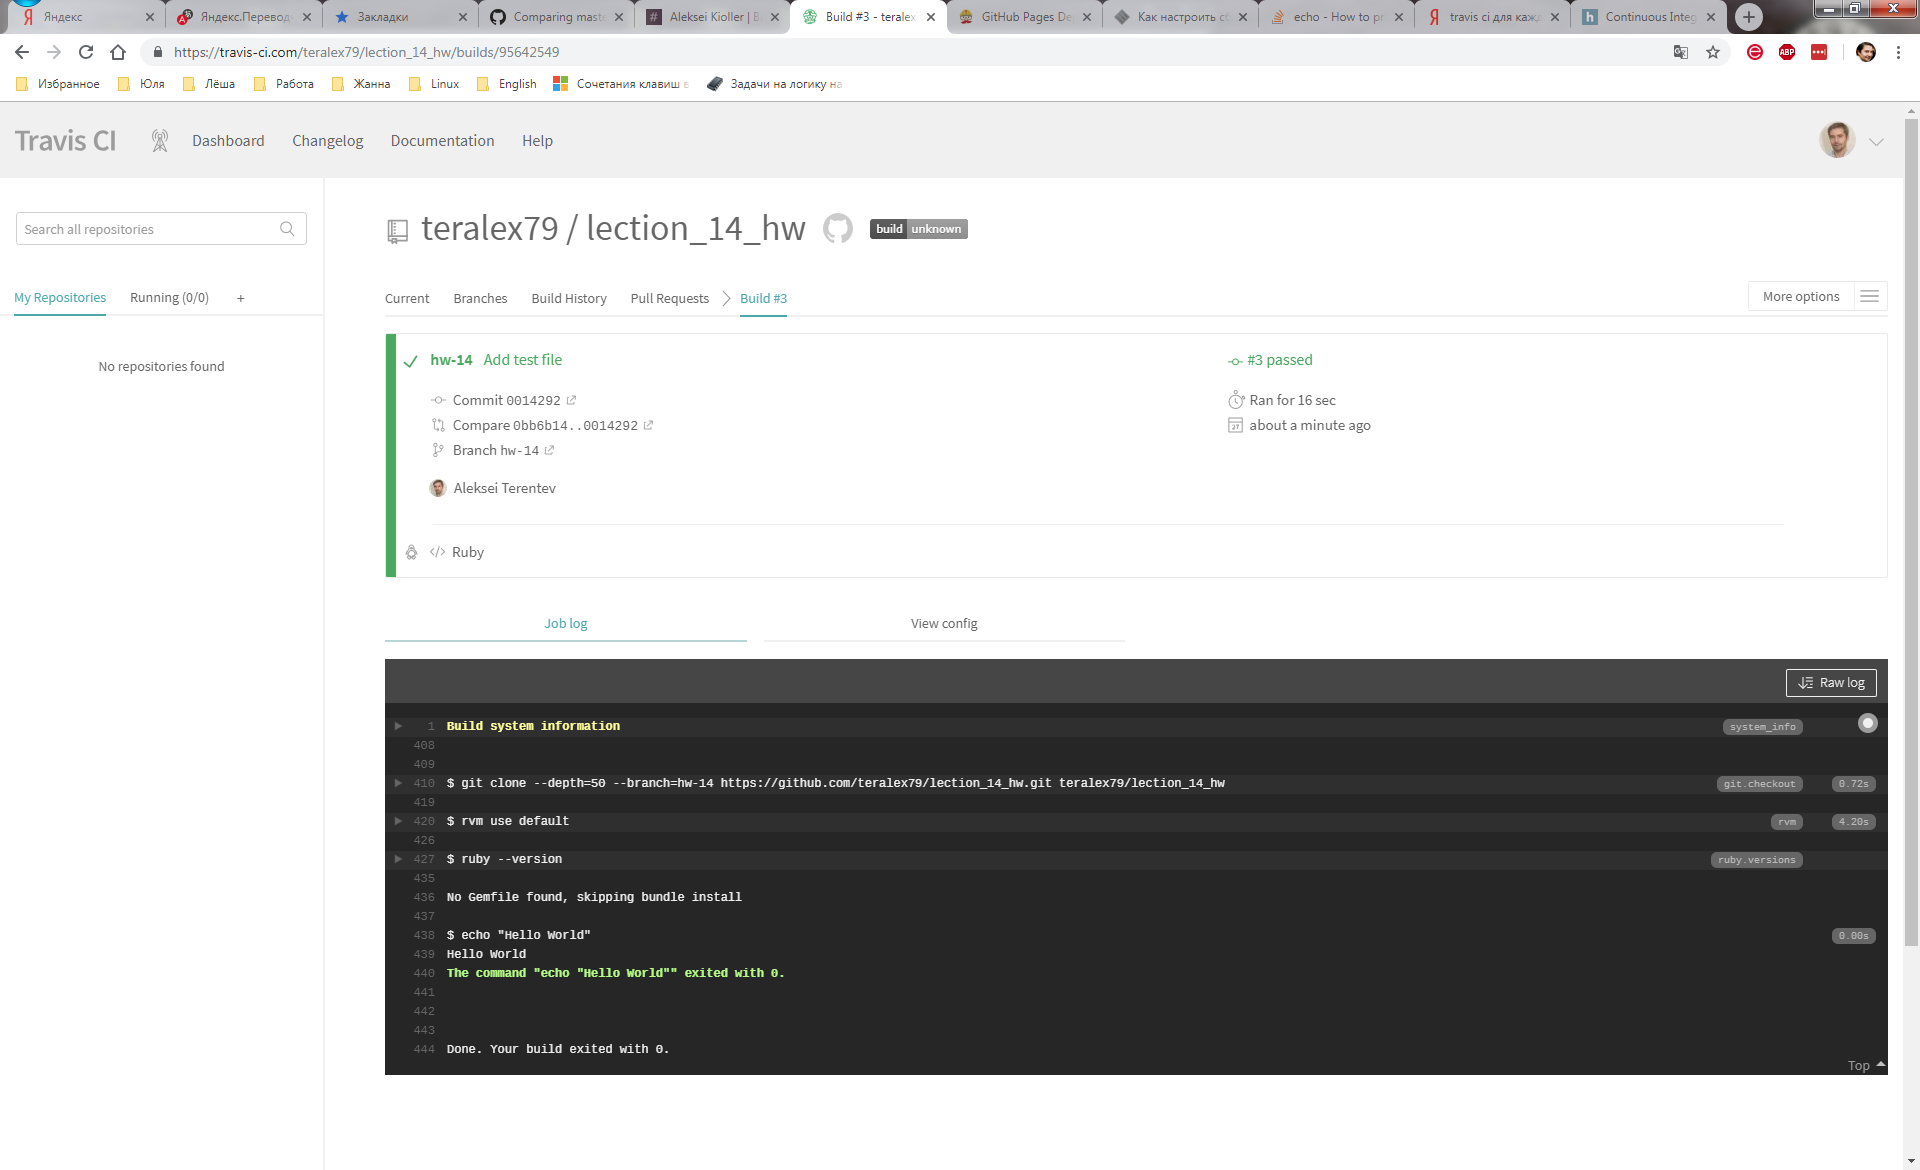 Яндекс
Яндекс.Перевод
Закладки
Comparing mast
Aleksei Kioller | B
Build #3 - teralex
GitHub Pages De
Как настроить сб
echo - How to pr
travis ci для кажд
Continuous Integ
https://travis-ci.com/teralex79/lection_14_hw/builds/95642549
Избранное
Юля
Лёша
Работа
Жанна
Linux
English
Сочетания клавиш в
Задачи на логику на
Travis CI
Dashboard
Changelog
Documentation
Help
Search all repositories
My Repositories
Running (0/0)
+
No repositories found
teralex79 / lection_14_hw
build unknown
Current
Branches
Build History
Pull Requests
Build #3
More options
hw-14 Add test file
#3 passed
Commit 0014292
Ran for 16 sec
Compare 0bb6b14..0014292
about a minute ago
Branch hw-14
Aleksei Terentev
</> Ruby
Job log
View config
Raw log
1 Build system information system_info
408
409
410 $ git clone --depth=50 --branch=hw-14 https://github.com/teralex79/lection_14_hw.git teralex79/lection_14_hw git.checkout 0.72s
419
420 $ rvm use default rvm 4.20s
426
427 $ ruby --version ruby.versions
435
436 No Gemfile found, skipping bundle install
437
438 $ echo "Hello World" 0.00s
439 Hello World
440 The command "echo "Hello World"" exited with 0.
441
442
443
444 Done. Your build exited with 0.
Top